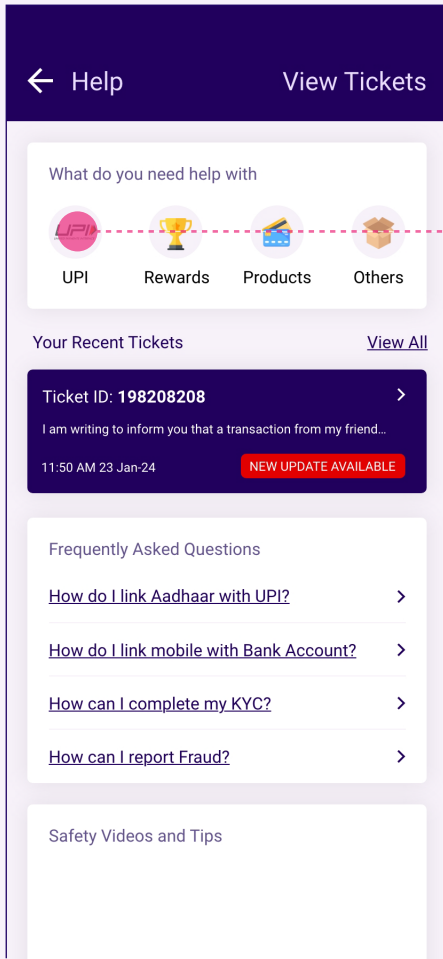 Help
View Tickets
What do you need help with
UPI
UPI
Rewards
Products
Others
Your Recent Tickets
View All
Ticket ID: 198208208
I am writing to inform you that a transaction from my friend...
11:50 AM 23 Jan-24
NEW UPDATE AVAILABLE
Frequently Asked Questions
How do I link Aadhaar with UPI?
How do I link mobile with Bank Account?
How can I complete my KYC?
How can I report Fraud?
Safety Videos and Tips